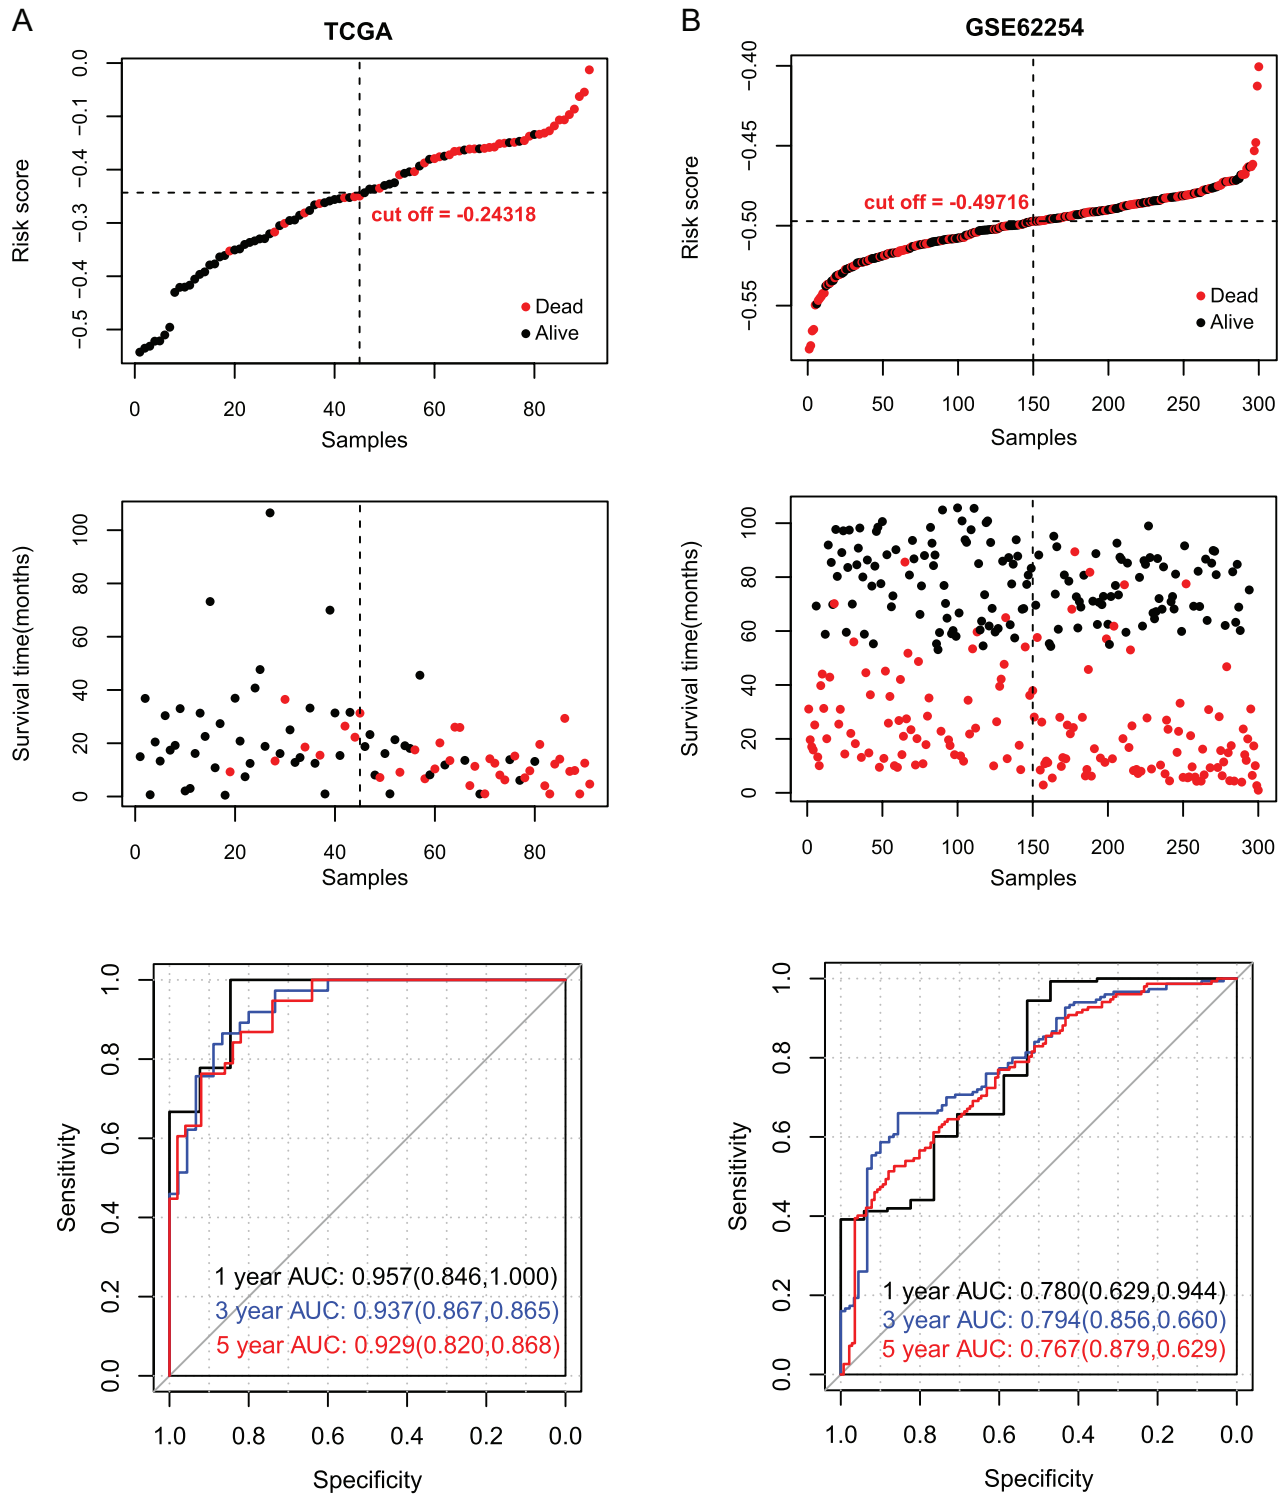 A
TCGA
Risk score
0.0
−0.1
−0.4
−0.3
−0.4
−0.5
cut off = -0.24318
Dead
Alive
0 20 40 60 80
Samples
Survival time(months)
100
80
60
40
20
0
0 20 40 60 80
Samples
Sensitivity
1.0
0.8
0.6
0.4
0.2
0.0
1 year AUC: 0.957(0.846,1.000)
3 year AUC: 0.937(0.867,0.865)
5 year AUC: 0.929(0.820,0.868)
1.0 0.8 0.6 0.4 0.2 0.0
Specificity
B
GSE62254
Risk score
−0.40
−0.45
−0.50
−0.55
cut off = -0.49716
Dead
Alive
0 50 100 150 200 250 300
Samples
Survival time(months)
100
80
60
40
20
0
0 50 100 150 200 250 300
Samples
Sensitivity
1.0
0.8
0.6
0.4
0.2
0.0
1 year AUC: 0.780(0.629,0.944)
3 year AUC: 0.794(0.856,0.660)
5 year AUC: 0.767(0.879,0.629)
1.0 0.8 0.6 0.4 0.2 0.0
Specificity